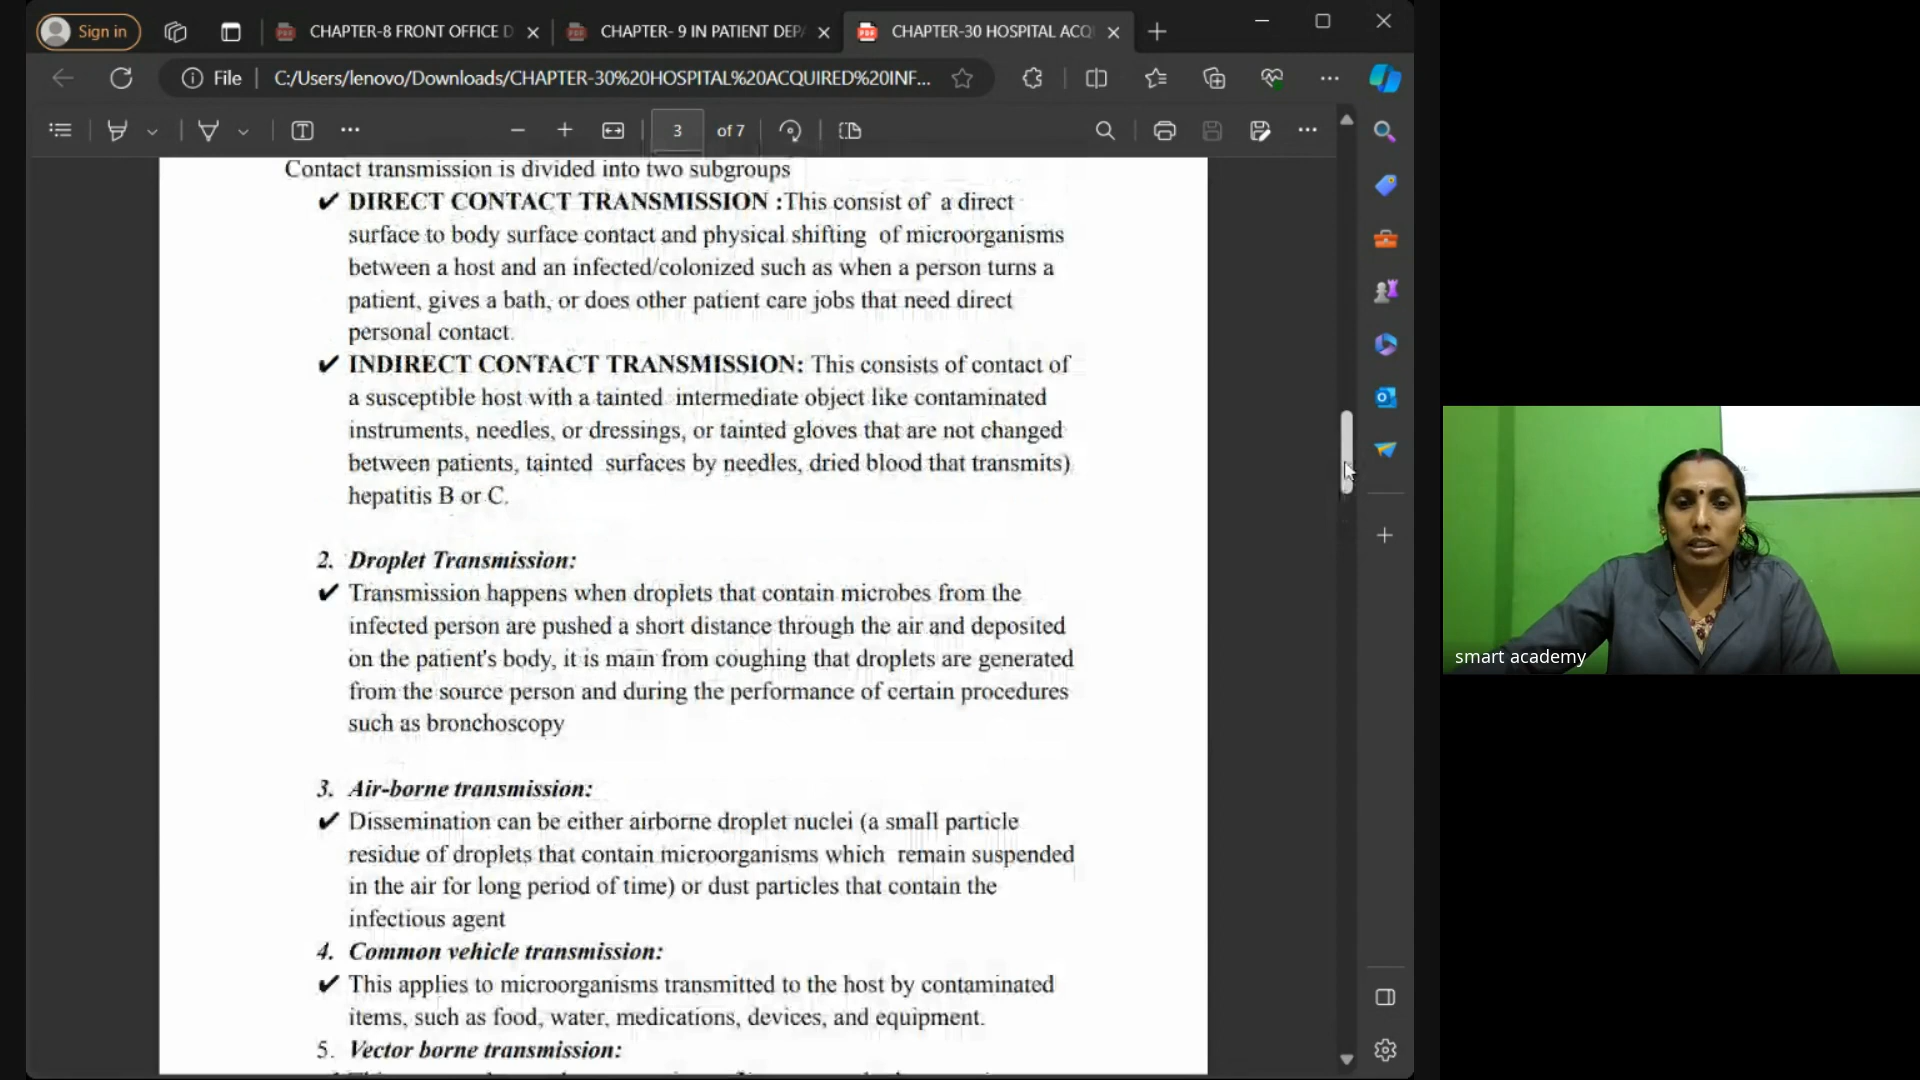 Sign in
CHAPTER-8 FRONT OFFICE D
CHAPTER- 9 IN PATIENT DEP
CHAPTER-30 HOSPITAL ACQ
File
C:/Users/lenovo/Downloads/CHAPTER-30%20HOSPITAL%20ACQUIRED%20INF...
3 of 7
Contact transmission is divided into two subgroups
✔ DIRECT CONTACT TRANSMISSION :This consist of a direct
surface to body surface contact and physical shifting of microorganisms
between a host and an infected/colonized such as when a person turns a
patient, gives a bath, or does other patient care jobs that need direct
personal contact.
✔ INDIRECT CONTACT TRANSMISSION: This consists of contact of
a susceptible host with a tainted intermediate object like contaminated
instruments, needles, or dressings, or tainted gloves that are not changed
between patients, tainted surfaces by needles, dried blood that transmits)
hepatitis B or C.
2. Droplet Transmission:
✔ Transmission happens when droplets that contain microbes from the
infected person are pushed a short distance through the air and deposited
on the patient's body, it is main from coughing that droplets are generated
from the source person and during the performance of certain procedures
such as bronchoscopy
3. Air-borne transmission:
✔ Dissemination can be either airborne droplet nuclei (a small particle
residue of droplets that contain microorganisms which remain suspended
in the air for long period of time) or dust particles that contain the
infectious agent
4. Common vehicle transmission:
✔ This applies to microorganisms transmitted to the host by contaminated
items, such as food, water, medications, devices, and equipment.
5. Vector borne transmission:
smart academy